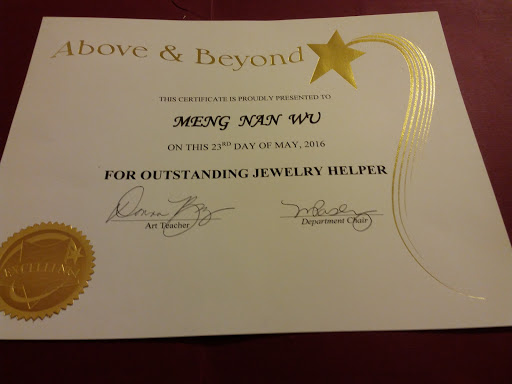 Above & Beyond
THIS CERTIFICATE IS PROUDLY PRESENTED TO
MENG NAN WU
ON THIS 23RD DAY OF MAY, 2016
FOR OUTSTANDING JEWELRY HELPER
Donna
Art Teacher
Department Chair